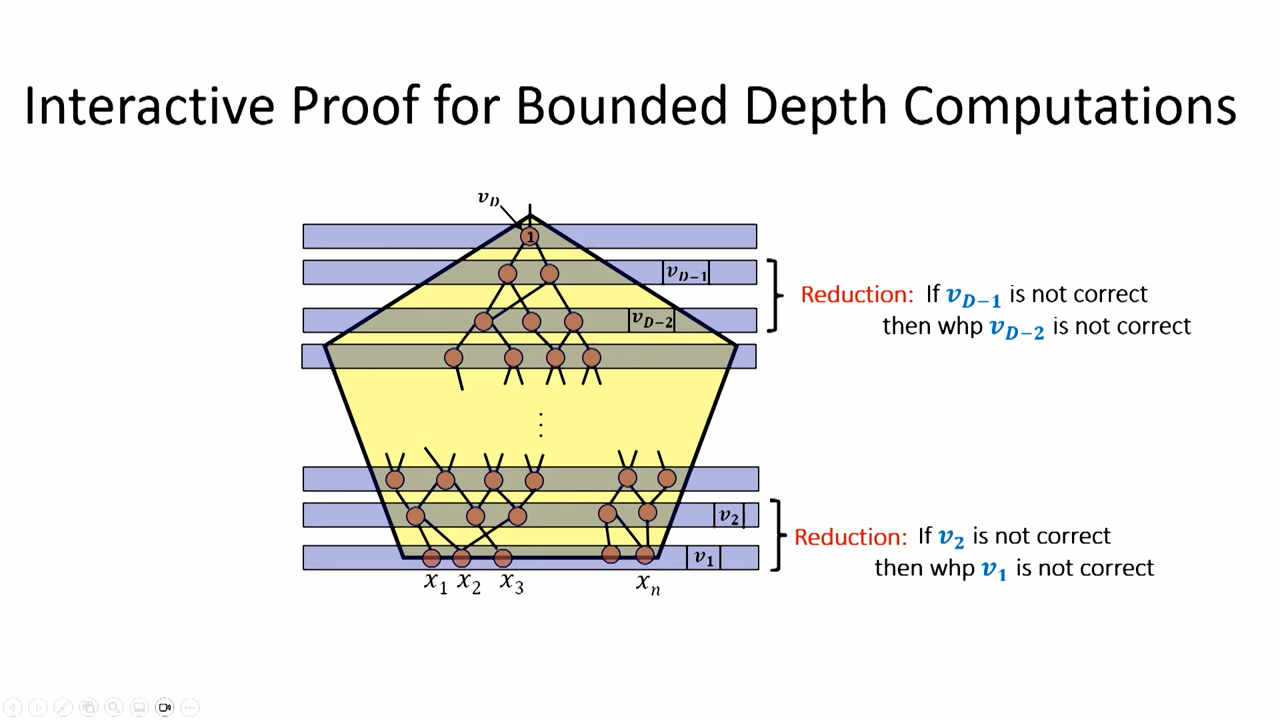 Interactive Proof for Bounded Depth Computations
v_D
1
v_{D-1}
Reduction: If v_{D-1} is not correct
then whp v_{D-2} is not correct
v_{D-2}
⋮
v_2
Reduction: If v_2 is not correct
then whp v_1 is not correct
v_1
x_1 x_2 x_3 x_n